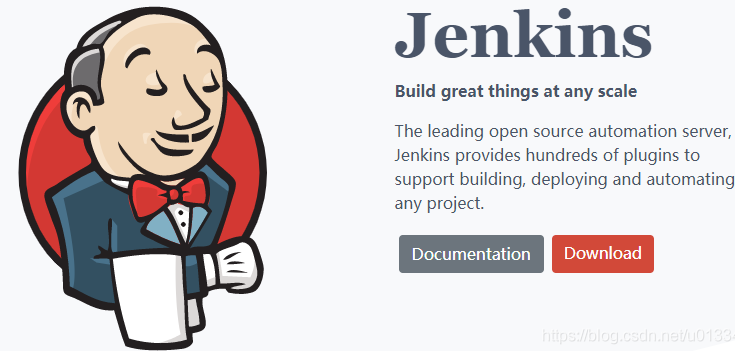 Jenkins
Build great things at any scale
The leading open source automation server,
Jenkins provides hundreds of plugins to
support building, deploying and automating
any project.
Documentation Download
https://blog.csdn.net/u01334